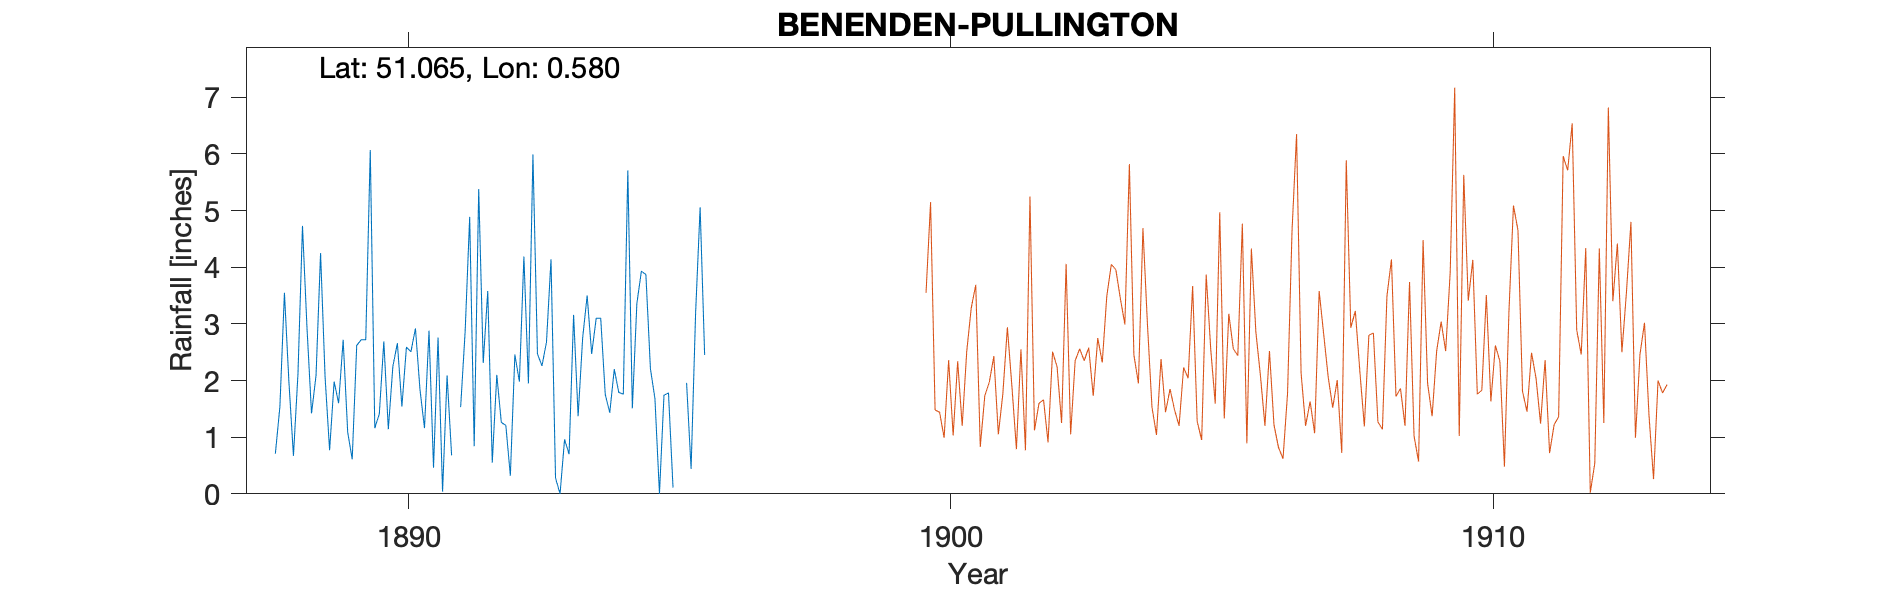 BENENDEN-PULLINGTON
Lat: 51.065, Lon: 0.580
Rainfall [inches]
7
6
5
4
3
2
1
0
1890 1900 1910
Year